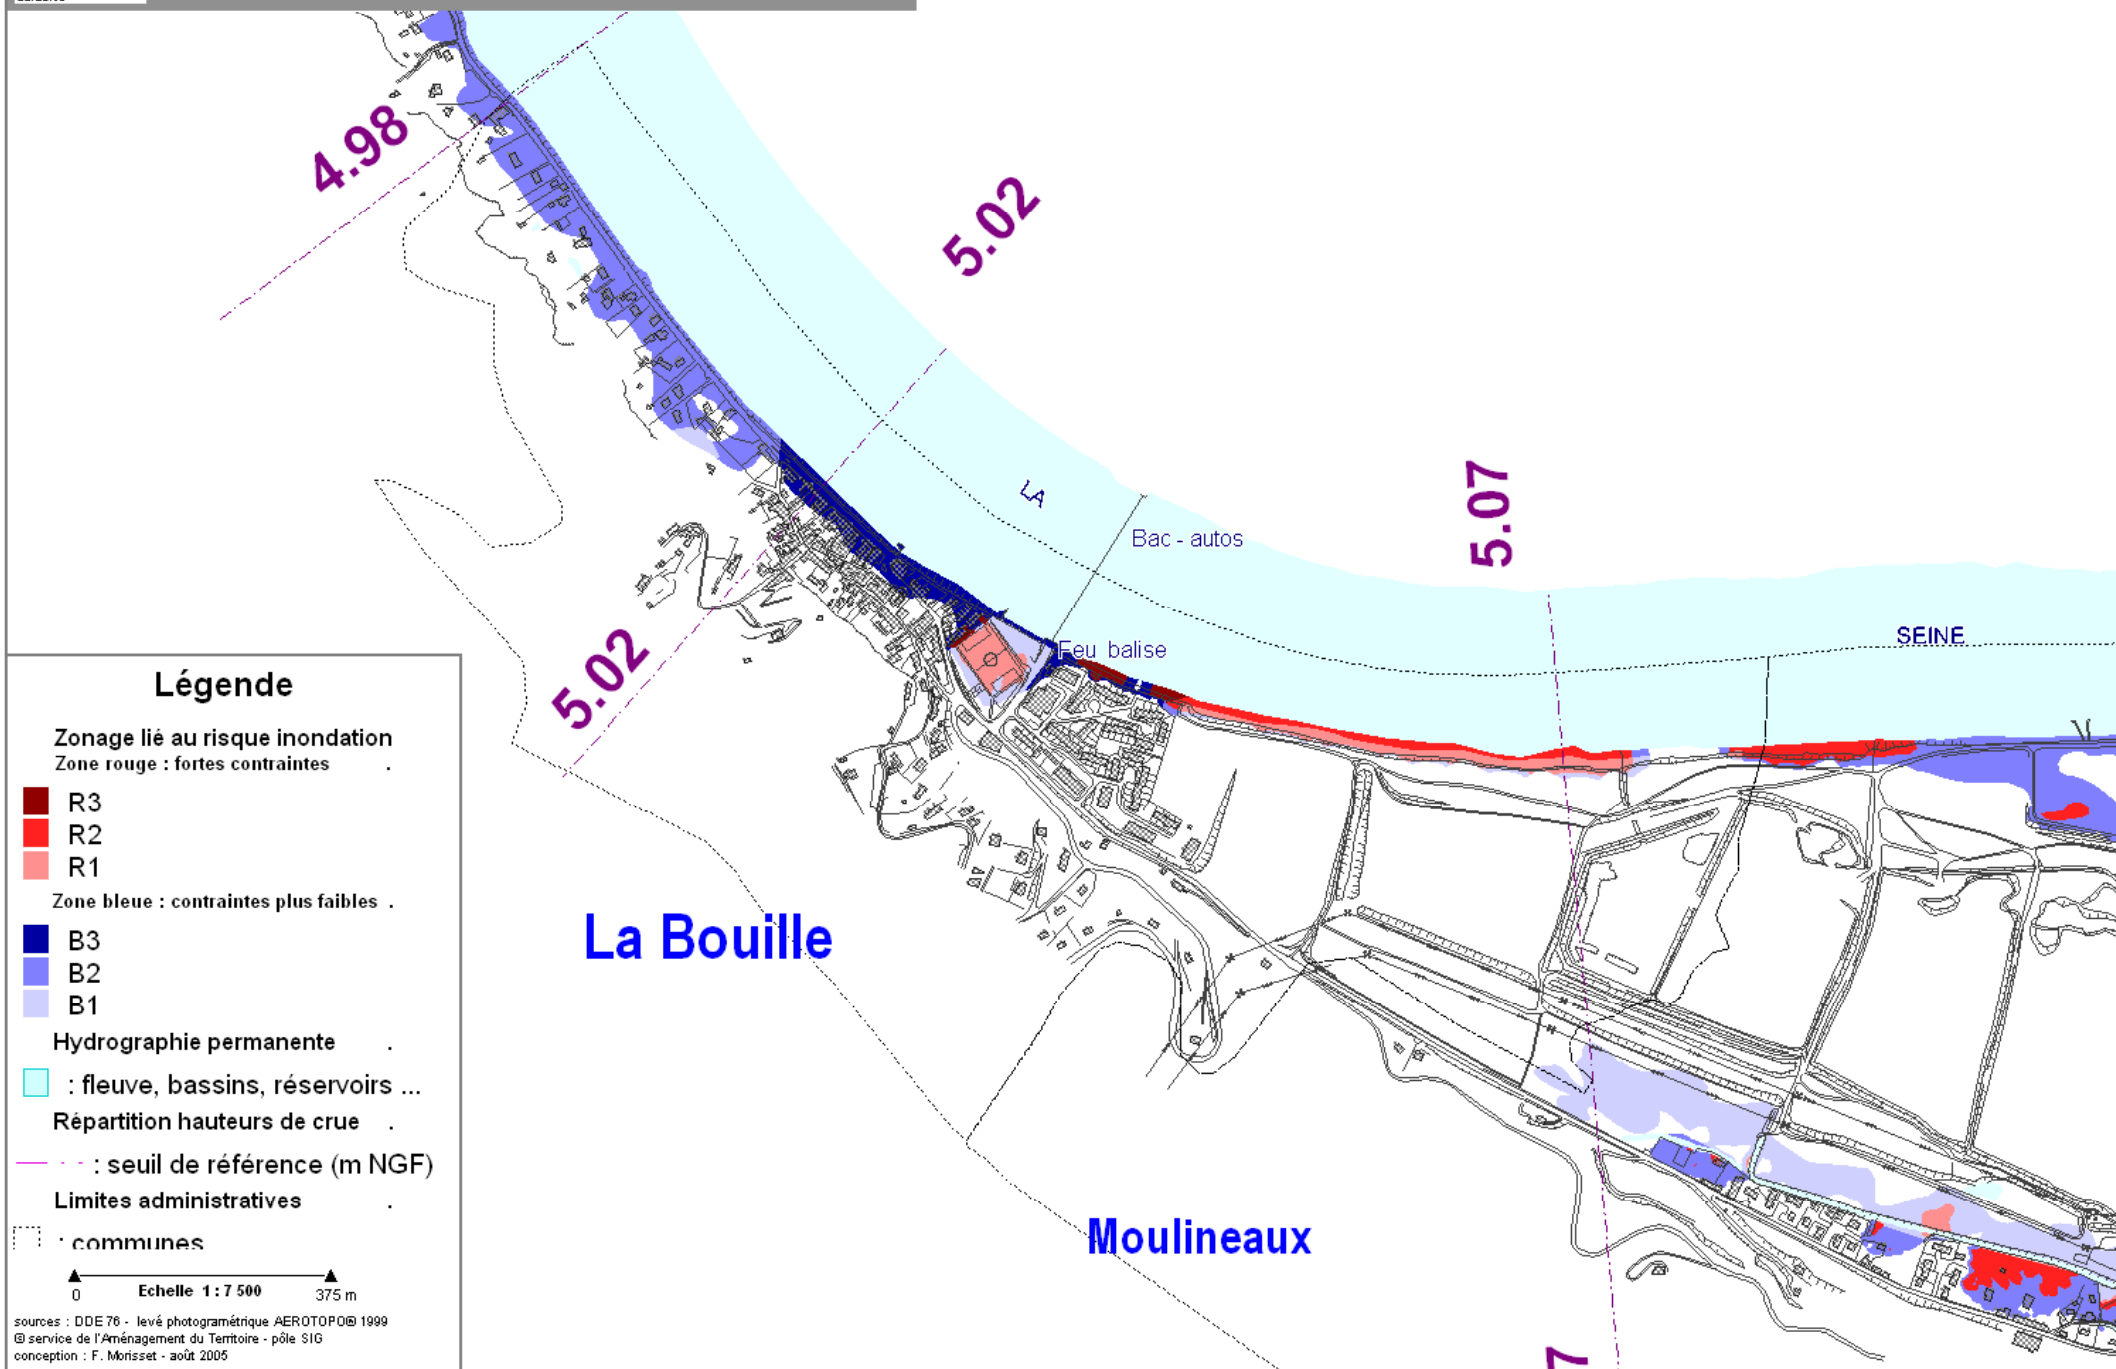 4.98
5.02
LA
Bac - autos
5.07
SEINE
Feu balise
5.02
La Bouille
Moulineaux
7
Légende
Zonage lié au risque inondation
Zone rouge : fortes contraintes .
R3
R2
R1
Zone bleue : contraintes plus faibles .
B3
B2
B1
Hydrographie permanente .
: fleuve, bassins, réservoirs ...
Répartition hauteurs de crue .
: seuil de référence (m NGF)
Limites administratives .
: communes
Echelle 1 : 7 500
0 375 m
sources : DDE 76 - levé photogramétrique AEROTOPO® 1999
© service de l'Aménagement du Territoire - pôle SIG
conception : F. Morisset - août 2005